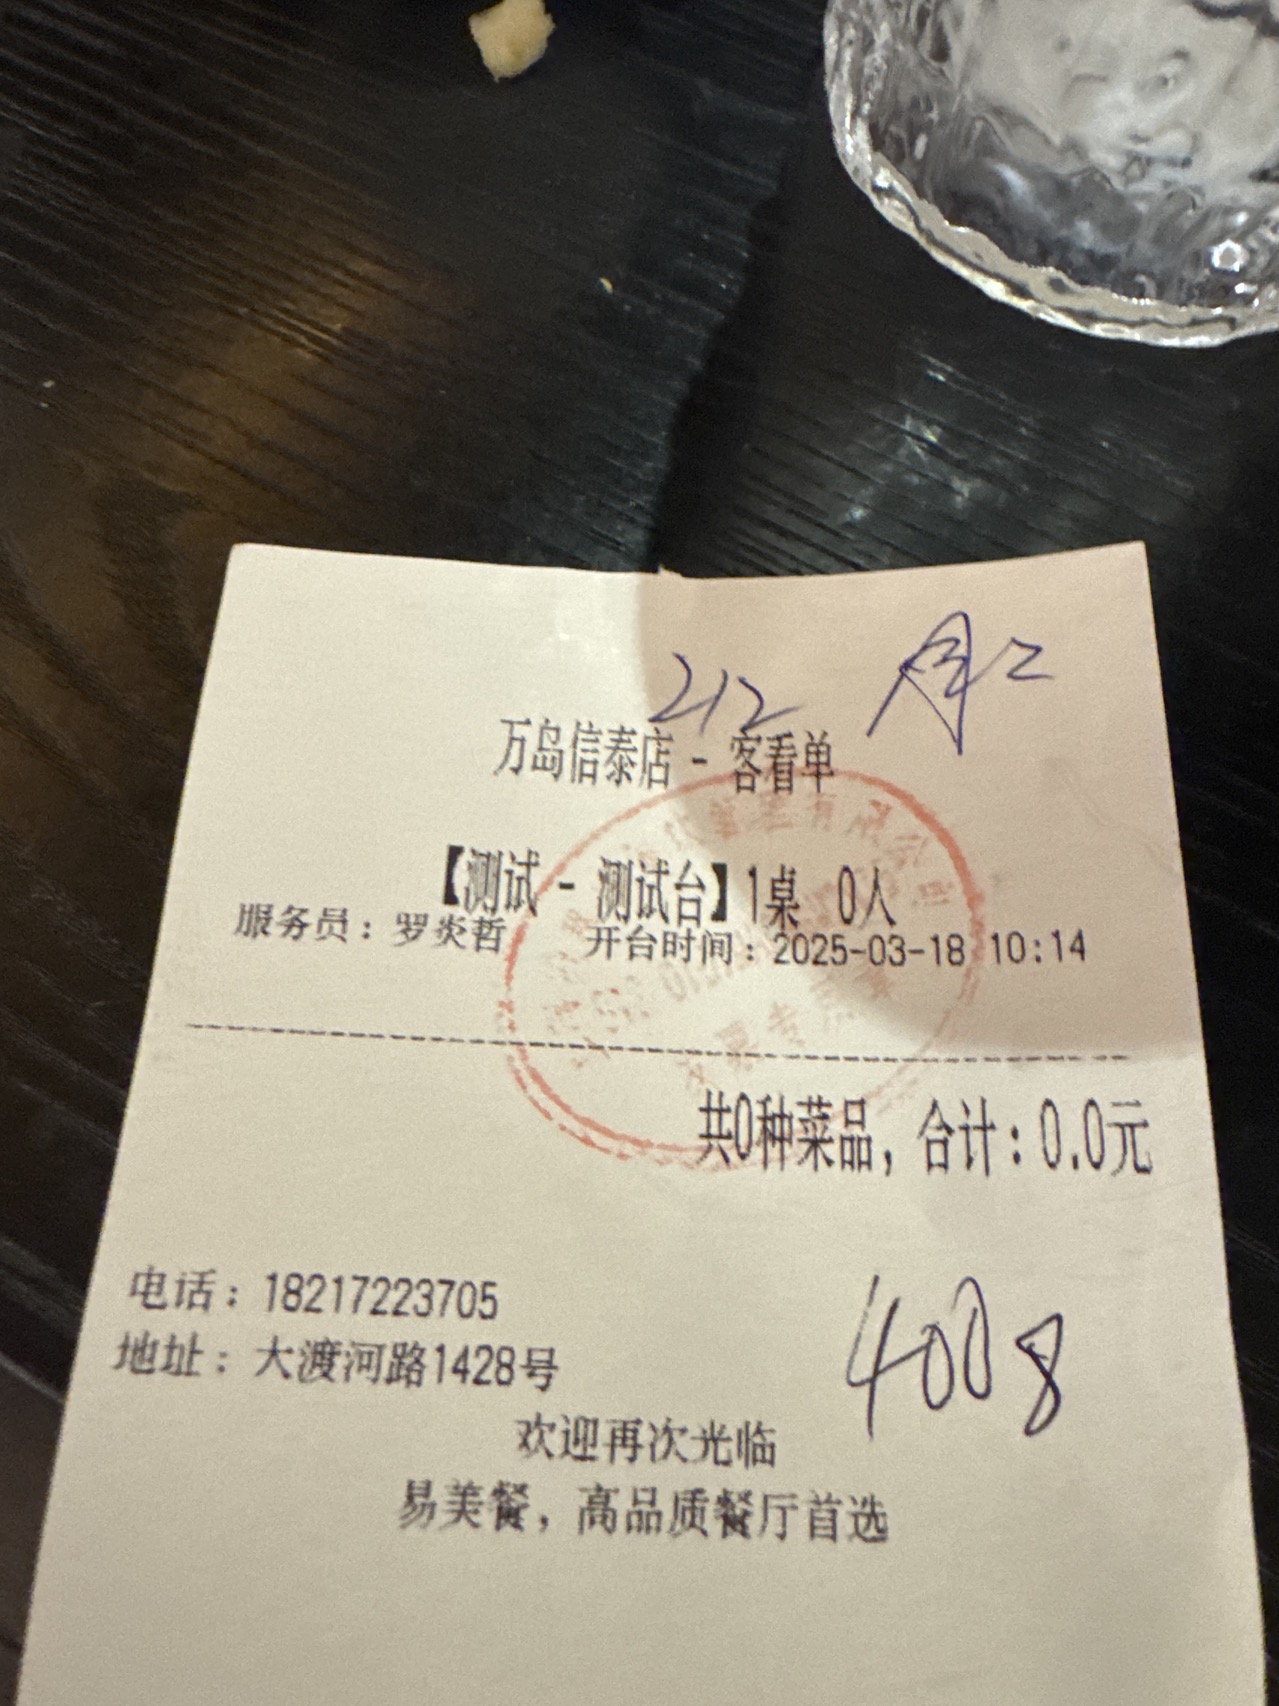 212
万岛信泰店 - 客看单
【测试 - 测试台】1桌 0人
服务员：罗炎哲 开台时间：2025-03-18 10:14
共0种菜品，合计：0.0元
电话：18217223705
地址：大渡河路1428号
4008
欢迎再次光临
易美餐，高品质餐厅首选